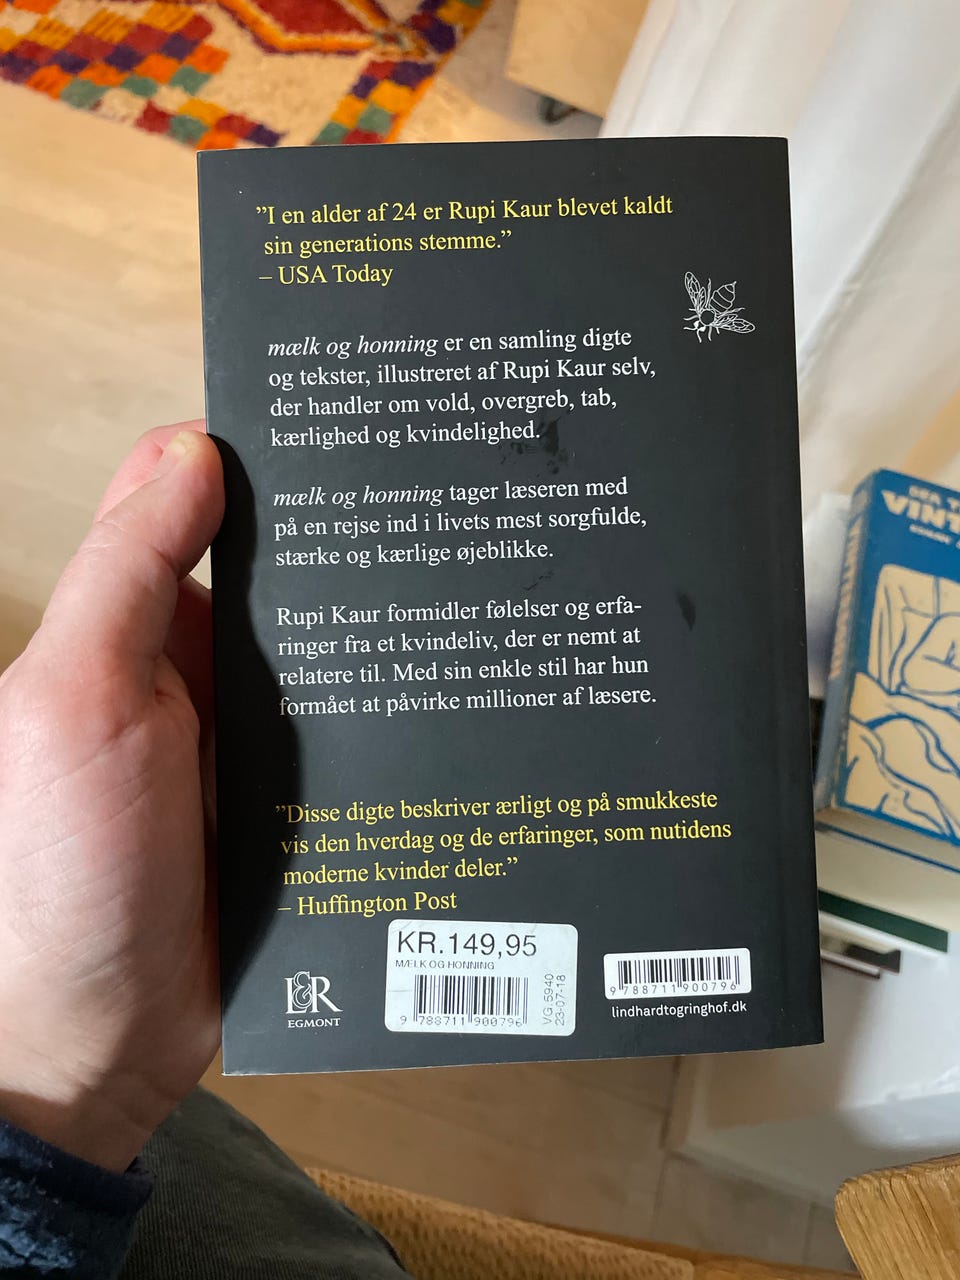 ”I en alder af 24 er Rupi Kaur blevet kaldt
sin generations stemme.”
– USA Today
mælk og honning er en samling digte
og tekster, illustreret af Rupi Kaur selv,
der handler om vold, overgreb, tab,
kærlighed og kvindelighed.
mælk og honning tager læseren med
på en rejse ind i livets mest sorgfulde,
stærke og kærlige øjeblikke.
Rupi Kaur formidler følelser og erfa-
ringer fra et kvindeliv, der er nemt at
relatere til. Med sin enkle stil har hun
formået at påvirke millioner af læsere.
”Disse digte beskriver ærligt og på smukkeste
vis den hverdag og de erfaringer, som nutidens
moderne kvinder deler.”
– Huffington Post
L&R
EGMONT
KR.149,95
MÆLK OG HONNING
9 788711 900796
VG.5940
23-07-18
9 788711 900796
lindhardtogringhof.dk